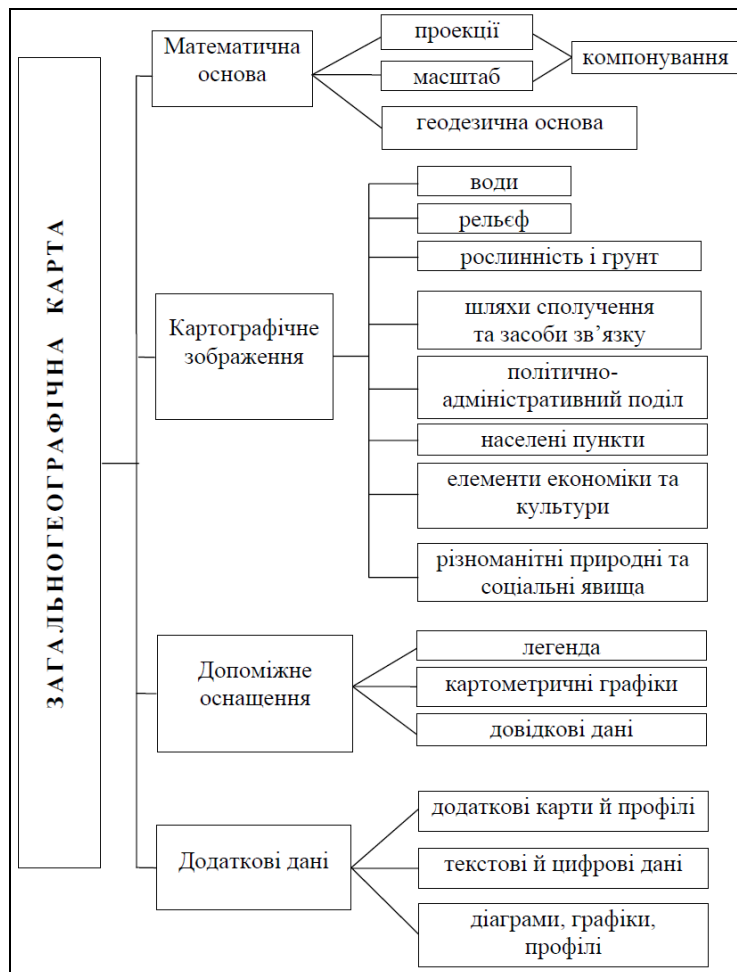 ЗАГАЛЬНОГЕОГРАФІЧНА КАРТА
Математична
основа
проекції
масштаб
компонування
геодезична основа
Картографічне
зображення
води
рельєф
рослинність і грунт
шляхи сполучення
та засоби зв’язку
політично-
адміністративний поділ
населені пункти
елементи економіки та
культури
різноманітні природні та
соціальні явища
Допоміжне
оснащення
легенда
картометричні графіки
довідкові дані
Додаткові дані
додаткові карти й профілі
текстові й цифрові дані
діаграми, графіки,
профілі